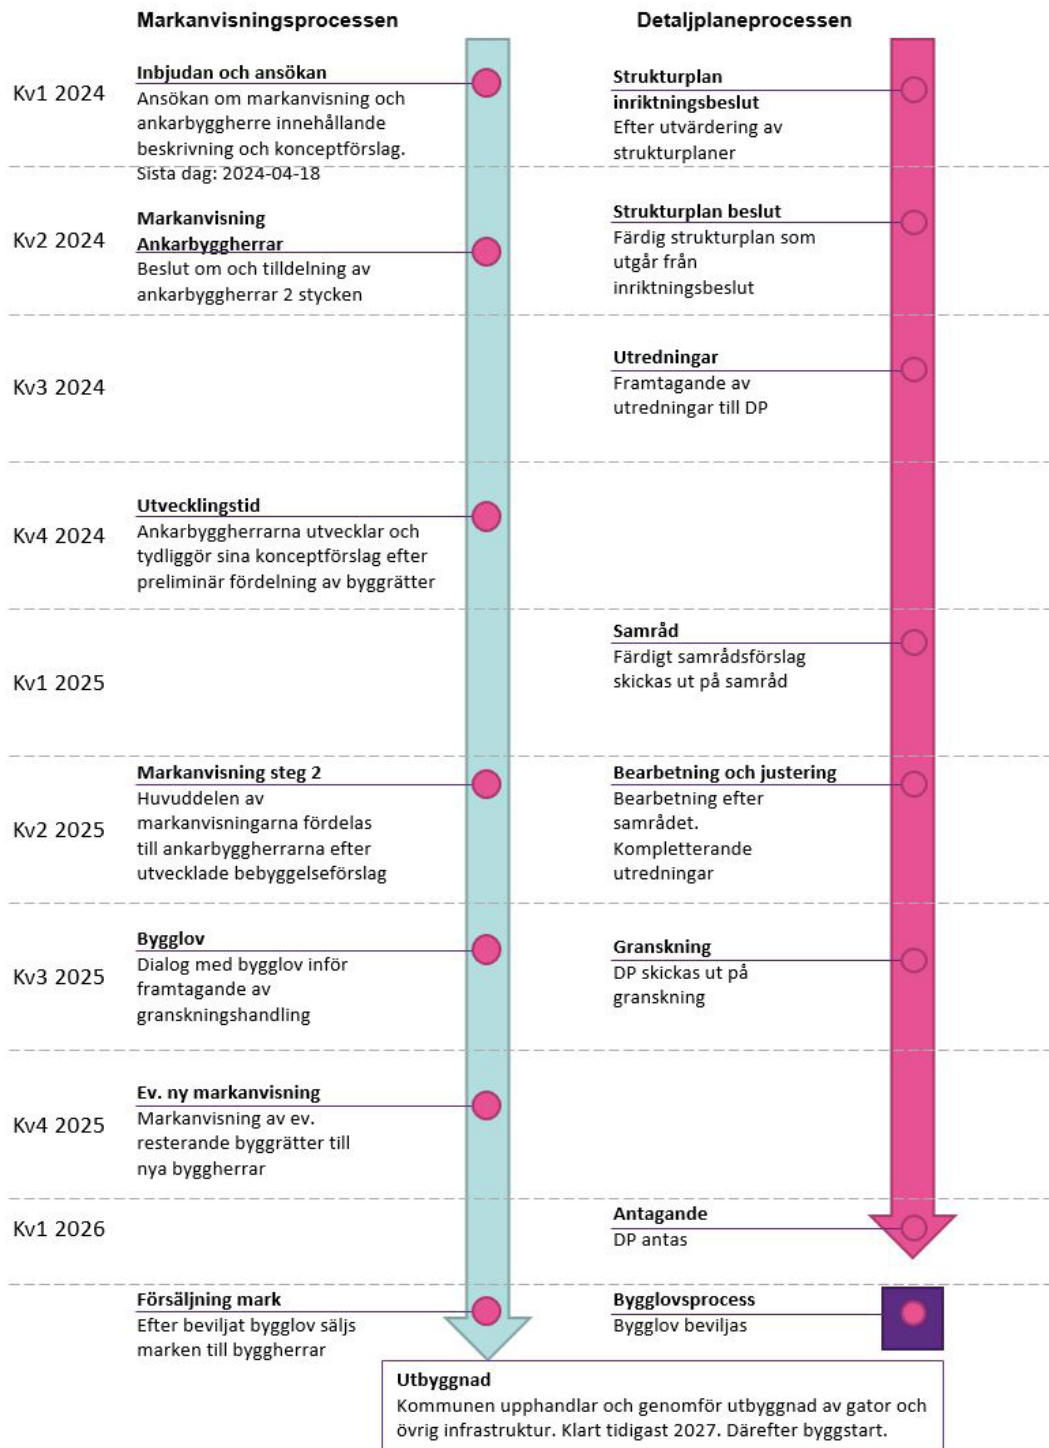 Markanvisningsprocessen
Detaljplaneprocessen
Kv1 2024
Inbjudan och ansökan
Ansökan om markanvisning och
ankarbyggherre innehållande
beskrivning och konceptförslag.
Sista dag: 2024-04-18
Strukturplan
inriktningsbeslut
Efter utvärdering av
strukturplaner
Kv2 2024
Markanvisning
Ankarbyggherrar
Beslut om och tilldelning av
ankarbyggherrar 2 stycken
Strukturplan beslut
Färdig strukturplan som
utgår från
inriktningsbeslut
Kv3 2024
Utredningar
Framtagande av
utredningar till DP
Kv4 2024
Utvecklingstid
Ankarbyggherrarna utvecklar och
tydliggör sina konceptförslag efter
preliminär fördelning av byggrätter
Kv1 2025
Samråd
Färdigt samrådsförslag
skickas ut på samråd
Kv2 2025
Markanvisning steg 2
Huvuddelen av
markanvisningarna fördelas
till ankarbyggherrarna efter
utvecklade bebyggelseförslag
Bearbetning och justering
Bearbetning efter
samrådet.
Kompletterande
utredningar
Kv3 2025
Bygglov
Dialog med bygglov inför
framtagande av
granskningshandling
Granskning
DP skickas ut på
granskning
Kv4 2025
Ev. ny markanvisning
Markanvisning av ev.
resterande byggrätter till
nya byggherrar
Kv1 2026
Antagande
DP antas
Försäljning mark
Efter beviljat bygglov säljs
marken till byggherrar
Bygglovsprocess
Bygglov beviljas
Utbyggnad
Kommunen upphandlar och genomför utbyggnad av gator och
övrig infrastruktur. Klart tidigast 2027. Därefter byggstart.